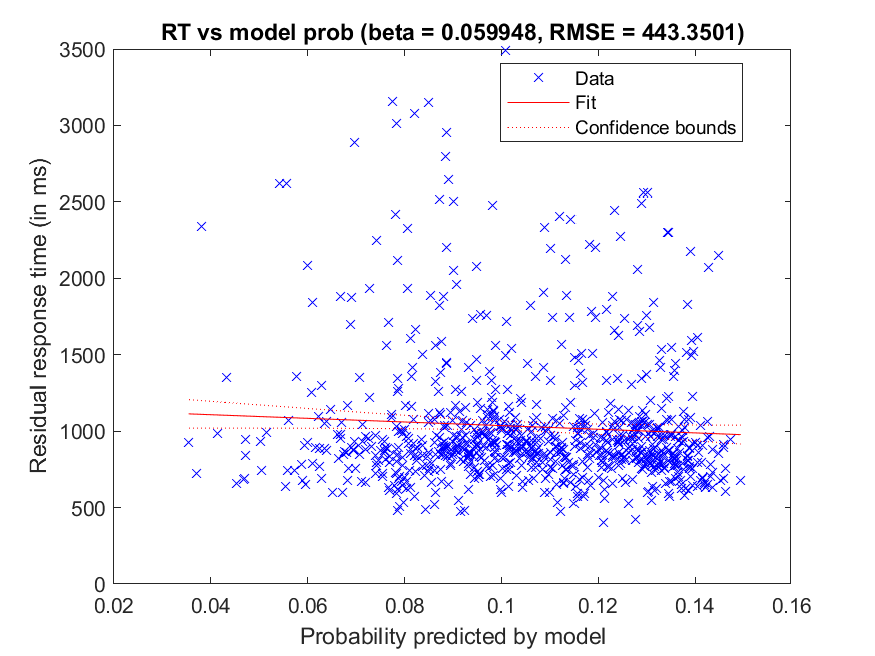 RT vs model prob (beta = 0.059948, RMSE = 443.3501)
3500
3000
2500
2000
1500
1000
500
0
Residual response time (in ms)
Data
Fit
Confidence bounds
0.02 0.04 0.06 0.08 0.1 0.12 0.14 0.16
Probability predicted by model